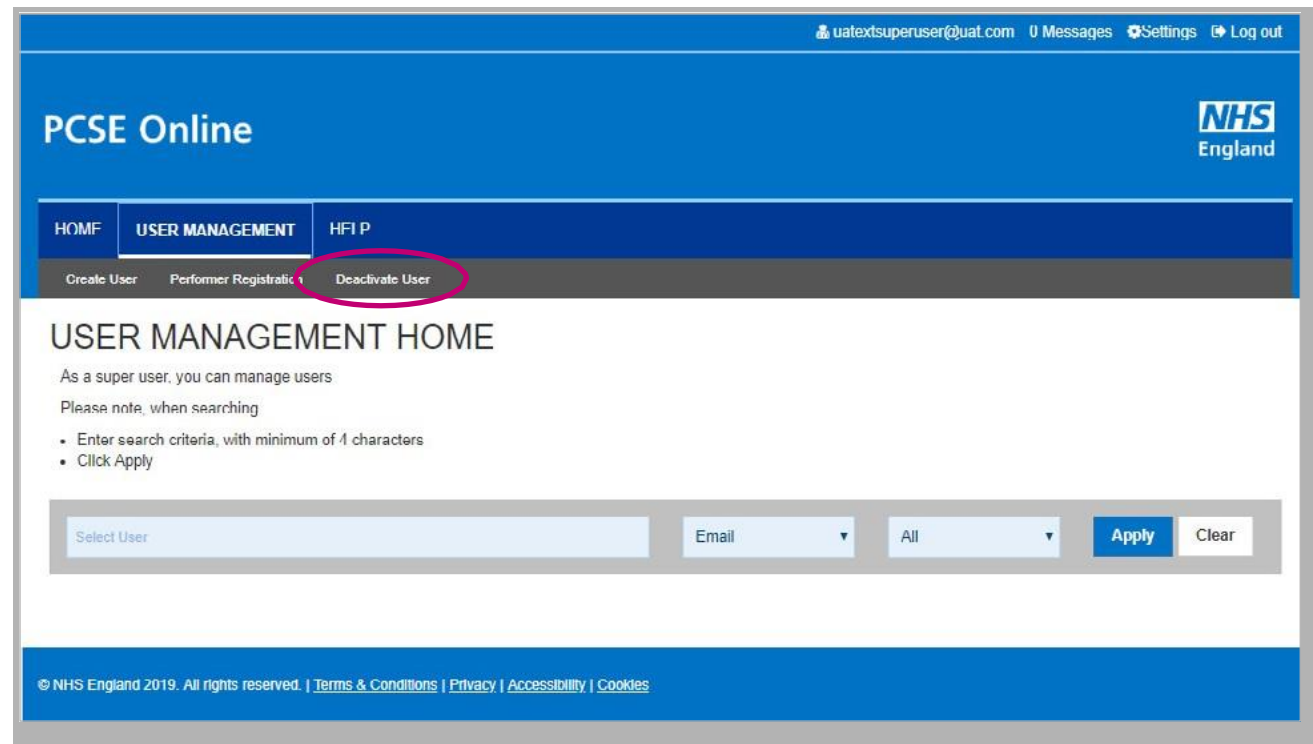 uatextsuperuser@uat.com 0 Messages Settings Log out
PCSE Online
NHS
England
HOME USER MANAGEMENT HELP
Create User Performer Registration Deactivate User
USER MANAGEMENT HOME
As a super user, you can manage users
Please note, when searching
• Enter search criteria, with minimum of 4 characters
• Click Apply
Select User Email All Apply Clear
© NHS England 2019. All rights reserved. | Terms & Conditions | Privacy | Accessibility | Cookies